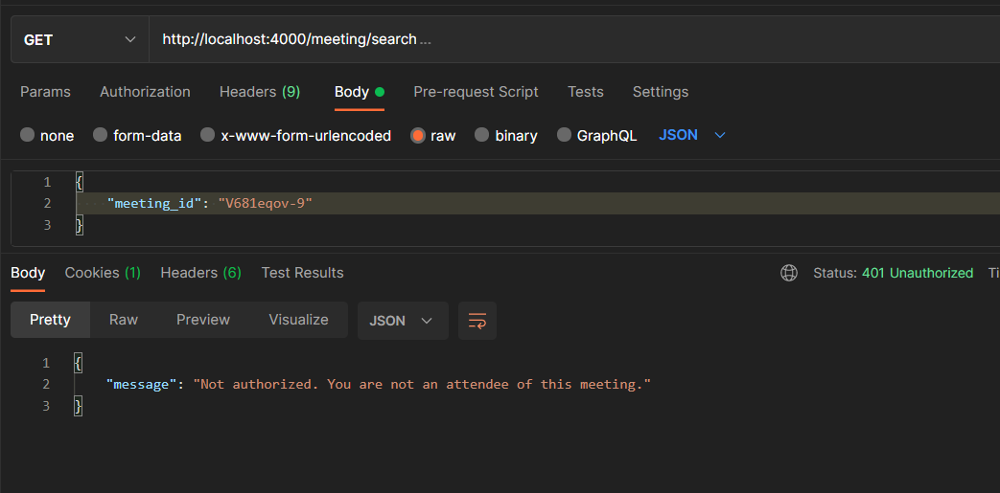 GET http://localhost:4000/meeting/search ...
Params Authorization Headers (9) Body Pre-request Script Tests Settings
none form-data x-www-form-urlencoded raw binary GraphQL JSON
1 {
2 "meeting_id": "V681eqov-9"
3 }
Body Cookies (1) Headers (6) Test Results Status: 401 Unauthorized Ti
Pretty Raw Preview Visualize JSON
1 {
2 "message": "Not authorized. You are not an attendee of this meeting."
3 }